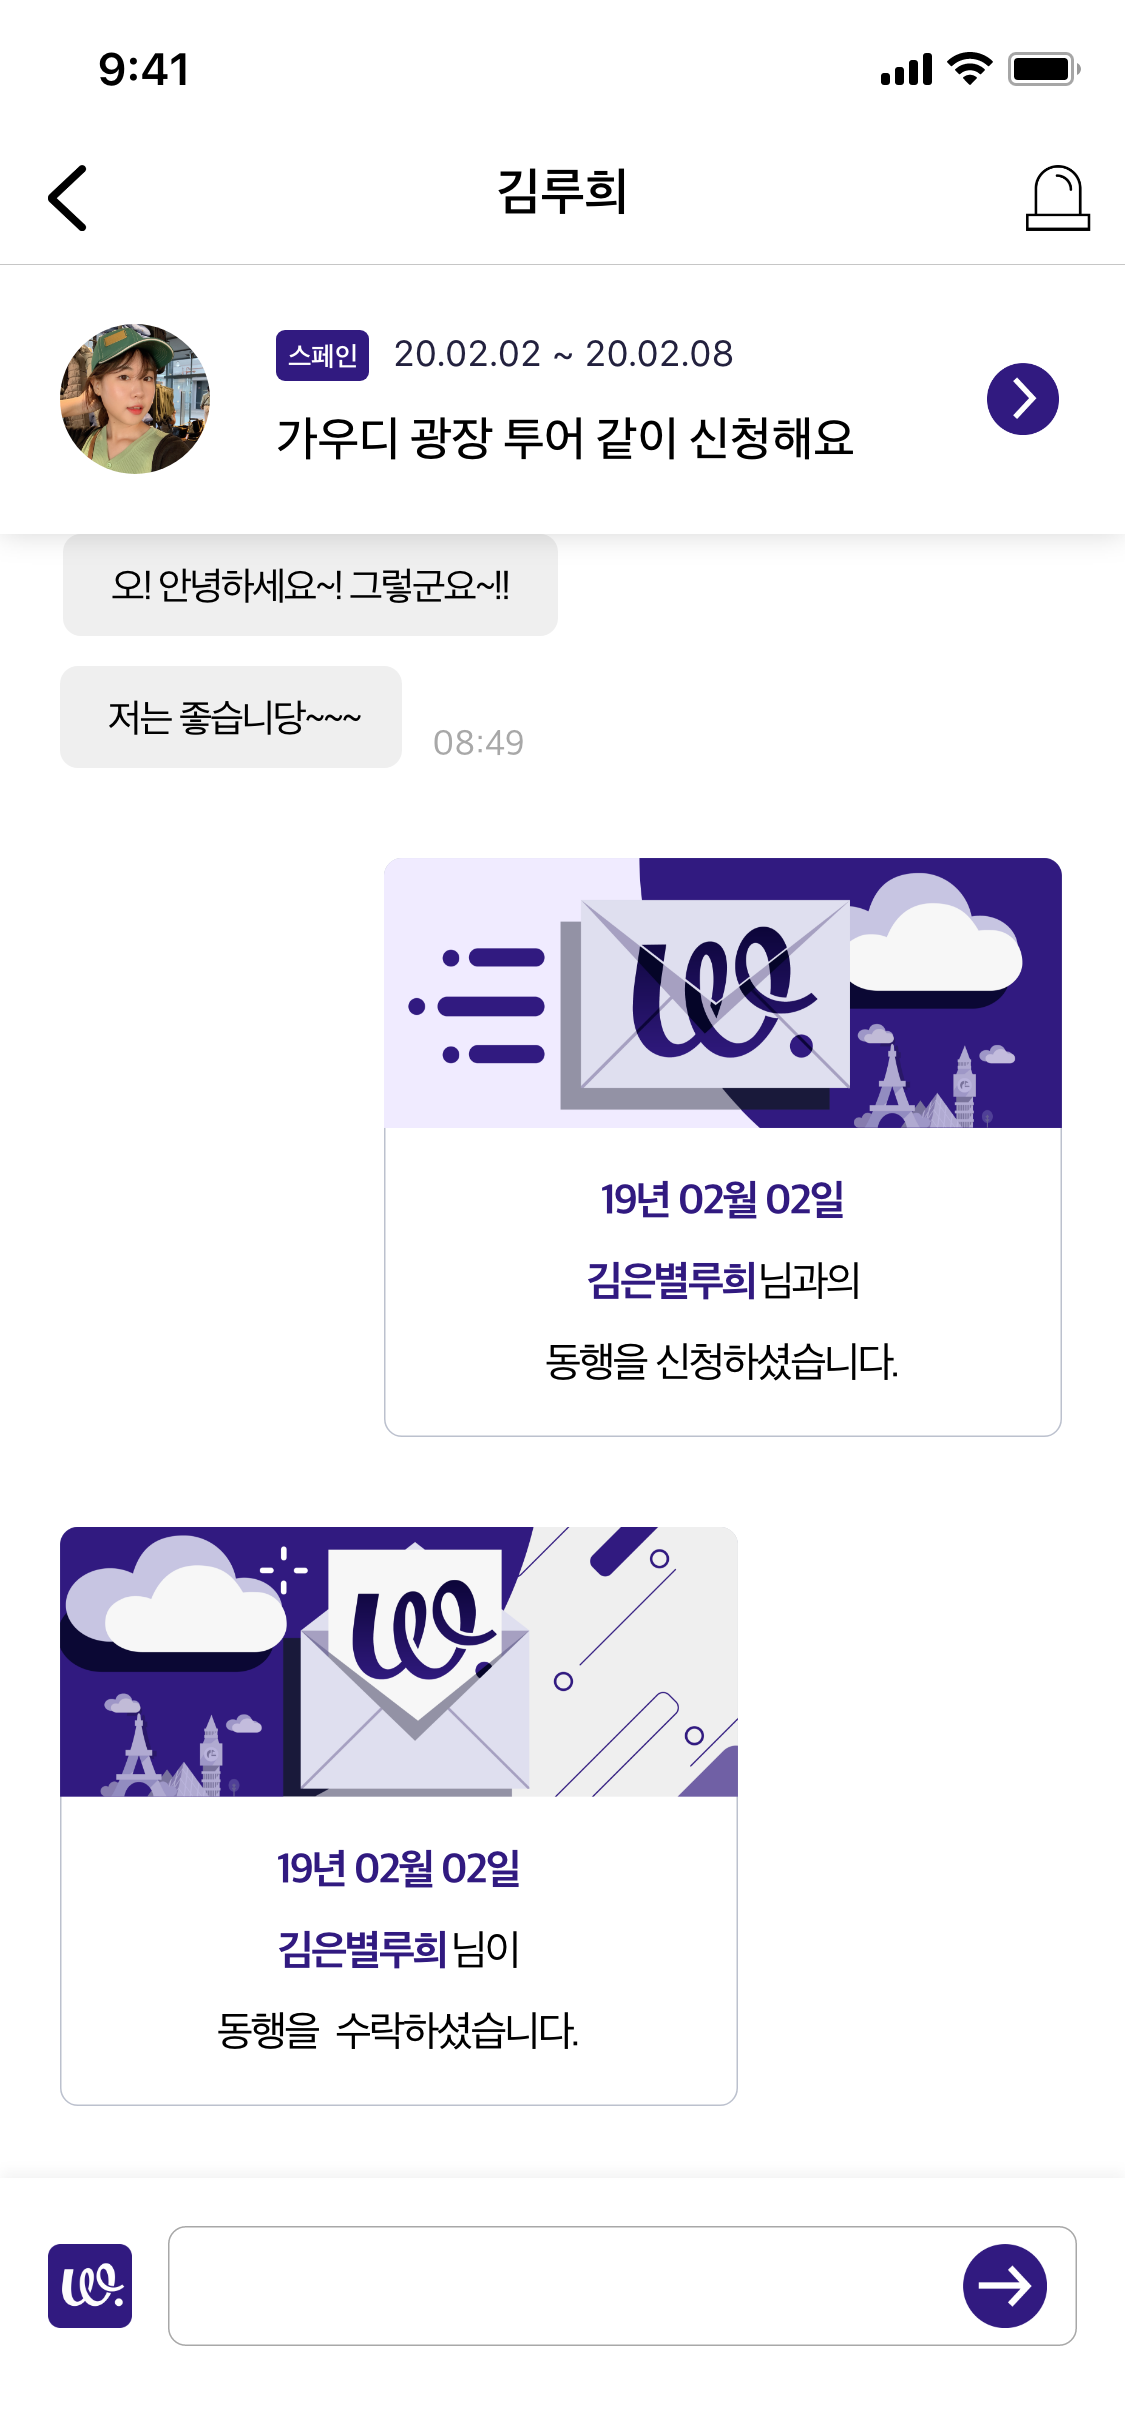 9:41
김루희
스페인 20.02.02 ~ 20.02.08
가우디 광장 투어 같이 신청해요
오! 안녕하세요~! 그렇군요~!!
저는 좋습니당~~~
08:49
w.
19년 02월 02일
김은별루희님과의
동행을 신청하셨습니다.
w.
19년 02월 02일
김은별루희님이
동행을 수락하셨습니다.
w.